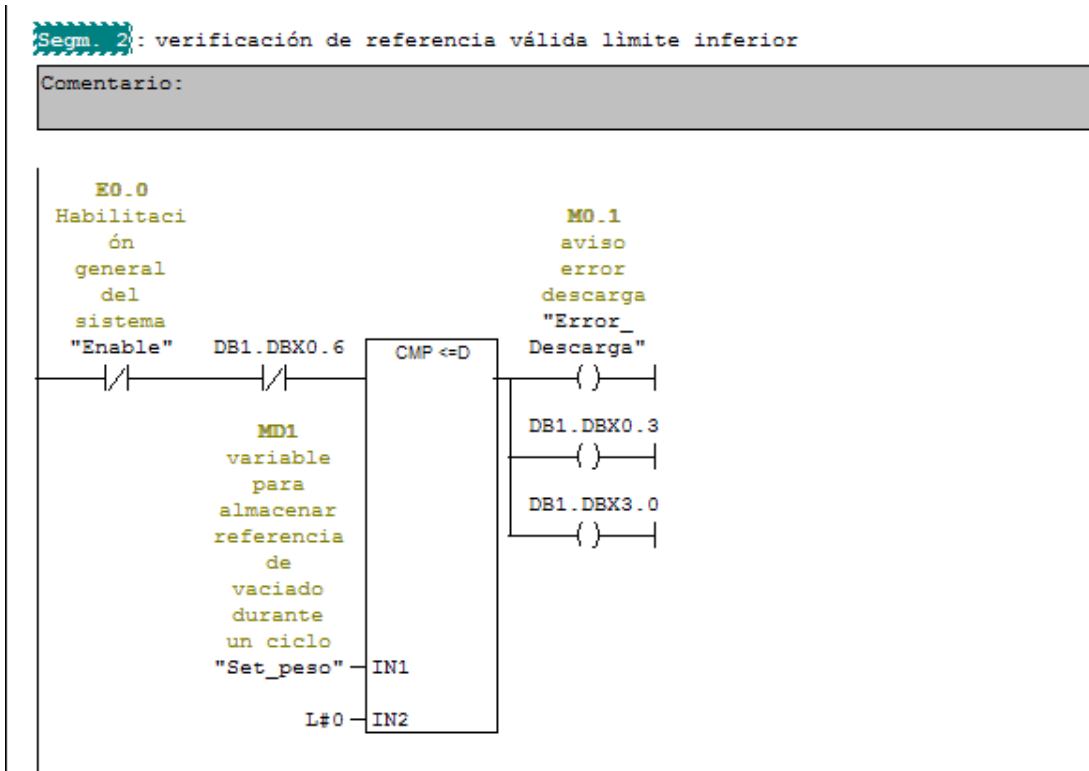 Segm. 2: verificación de referencia válida lìmite inferior
Comentario:
E0.0
Habilitaci
ón
general
del
sistema
"Enable"
DB1.DBX0.6
CMP <=D
M0.1
aviso
error
descarga
"Error_
Descarga"
DB1.DBX0.3
DB1.DBX3.0
MD1
variable
para
almacenar
referencia
de
vaciado
durante
un ciclo
"Set_peso"
IN1
L#0
IN2